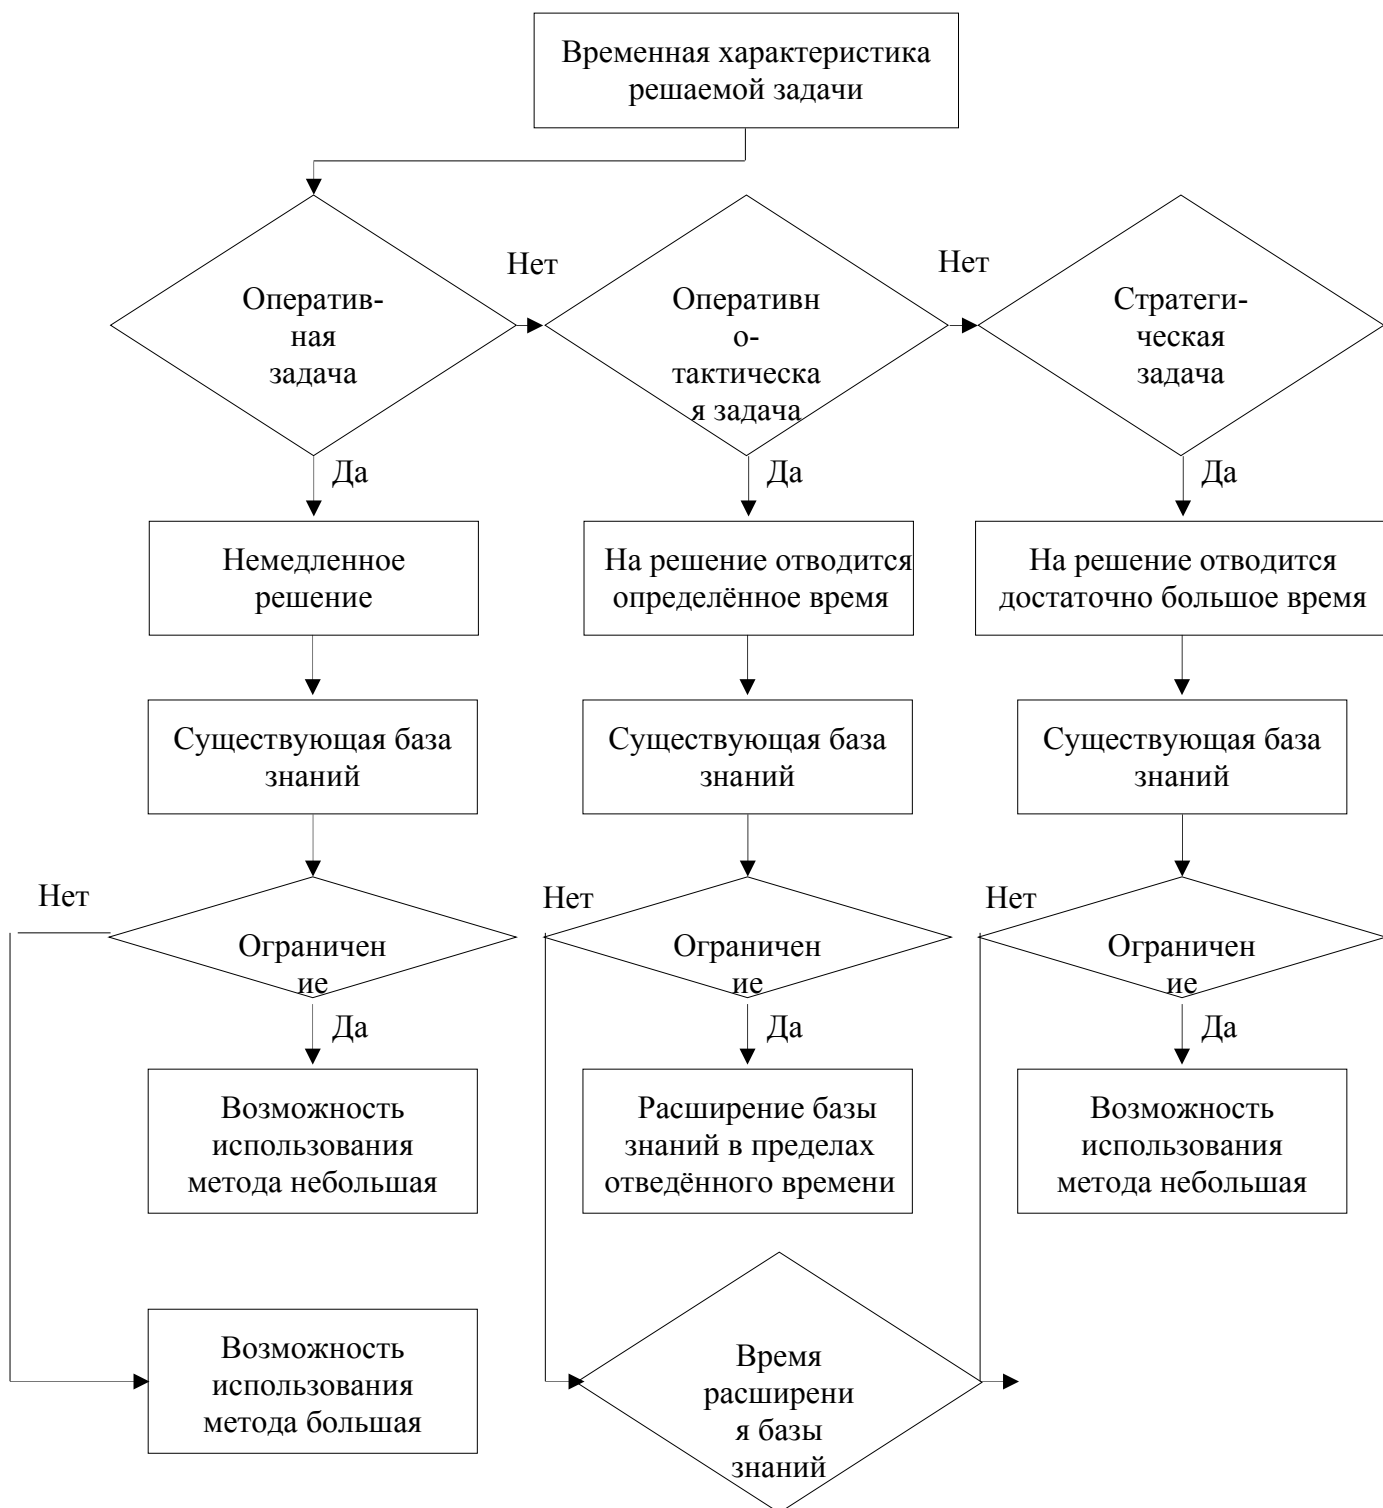 Временная характеристика
решаемой задачи
Нет
Нет
Оператив-
ная
задача
Оперативн
о-
тактическа
я задача
Стратеги-
ческая
задача
Да
Да
Да
Немедленное
решение
На решение отводится
определённое время
На решение отводится
достаточно большое время
Существующая база
знаний
Существующая база
знаний
Существующая база
знаний
Нет
Нет
Нет
Ограничен
ие
Ограничен
ие
Ограничен
ие
Да
Да
Да
Возможность
использования
метода небольшая
Расширение базы
знаний в пределах
отведённого времени
Возможность
использования
метода небольшая
Возможность
использования
метода большая
Время
расширени
я базы
знаний